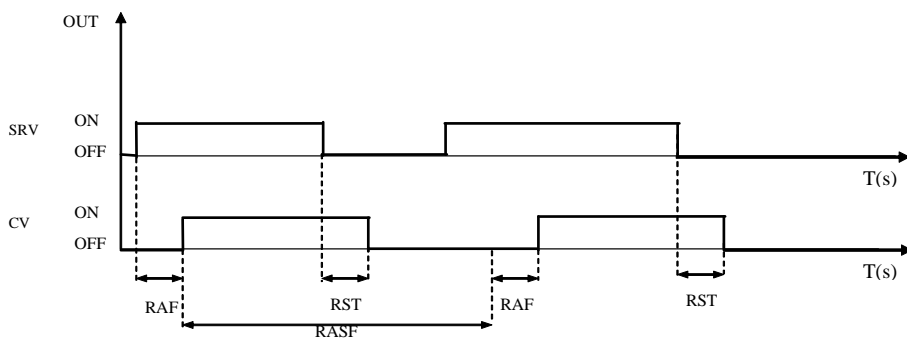 OUT
SRV
ON
OFF
T(s)
CV
ON
OFF
T(s)
RAF
RST
RAF
RST
RASF